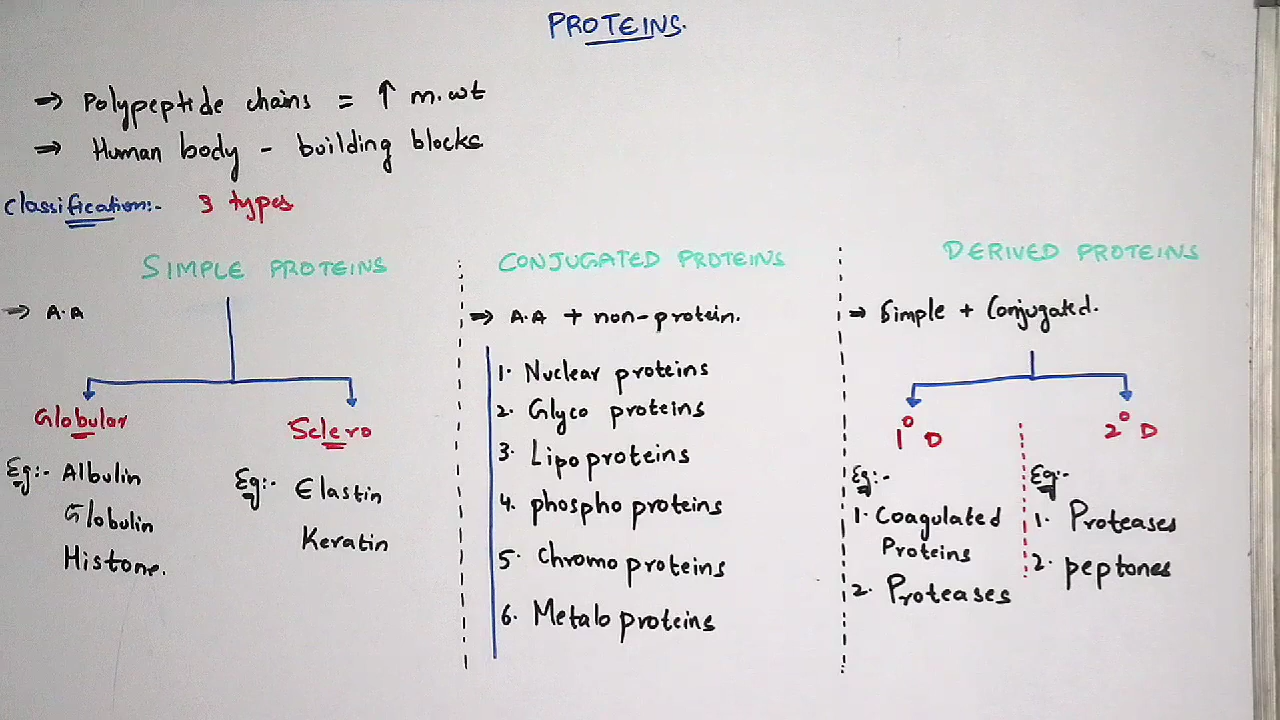 PROTEINS.
→ Polypeptide chains = ↑ m.wt
→ Human body - building blocks
Classification:- 3 types
SIMPLE PROTEINS
→ A.A
Globular
Eg:- Albulin
Globulin
Histone.
Sclero
Eg:- Elastin
Keratin
CONJUGATED PROTEINS
→ A.A + non-protein.
1. Nuclear proteins
2. Glyco proteins
3. Lipoproteins
4. phospho proteins
5. Chromo proteins
6. Metalo proteins
DERIVED PROTEINS
→ Simple + Conjugated.
1° D
Eg:-
1. Coagulated
Proteins
2. Proteases
2° D
Eg:-
1. Proteases
2. peptones